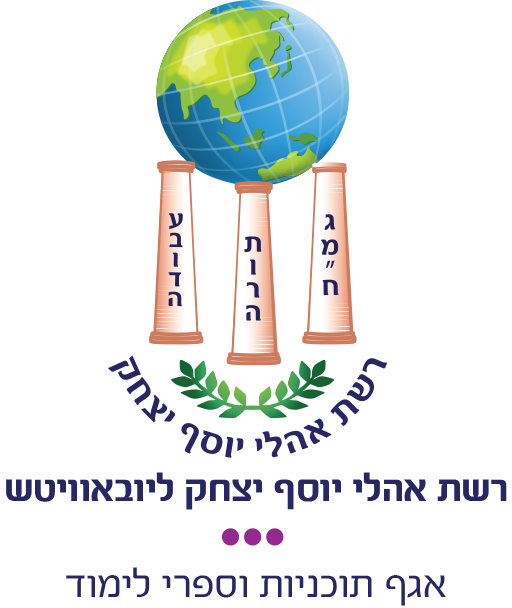 גמ״ח
תורה
עבודה
רשת אהלי יוסף יצחק
רשת אהלי יוסף יצחק ליובאוויטש
אגף תוכניות וספרי לימוד